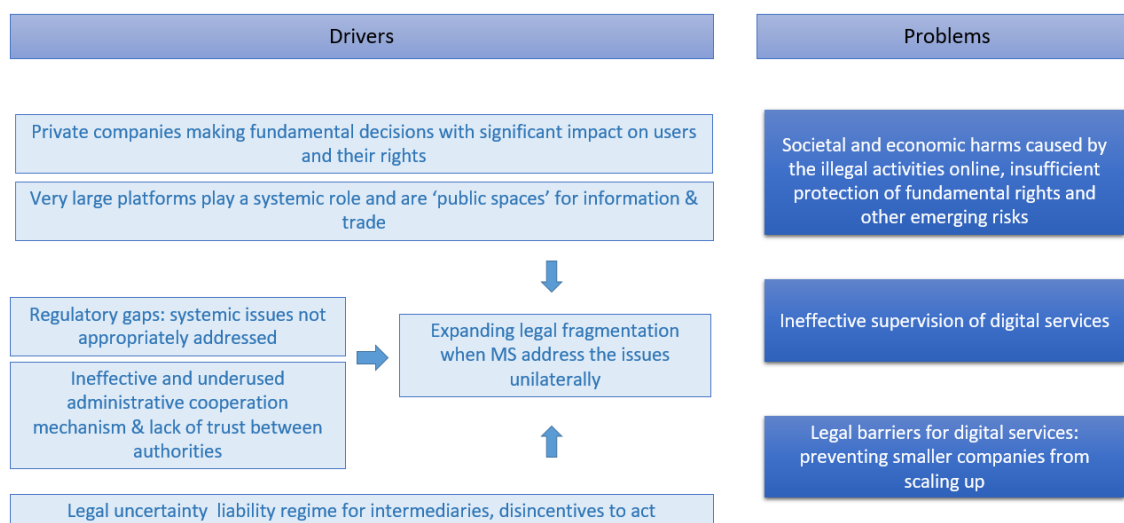 Drivers
Private companies making fundamental decisions with significant impact on users
and their rights
Very large platforms play a systemic role and are ‘public spaces’ for information &
trade
Regulatory gaps: systemic issues not
appropriately addressed
Ineffective and underused
administrative cooperation
mechanism & lack of trust between
authorities
Expanding legal fragmentation
when MS address the issues
unilaterally
Legal uncertainty liability regime for intermediaries, disincentives to act
Problems
Societal and economic harms caused by
the illegal activities online, insufficient
protection of fundamental rights and
other emerging risks
Ineffective supervision of digital services
Legal barriers for digital services:
preventing smaller companies from
scaling up